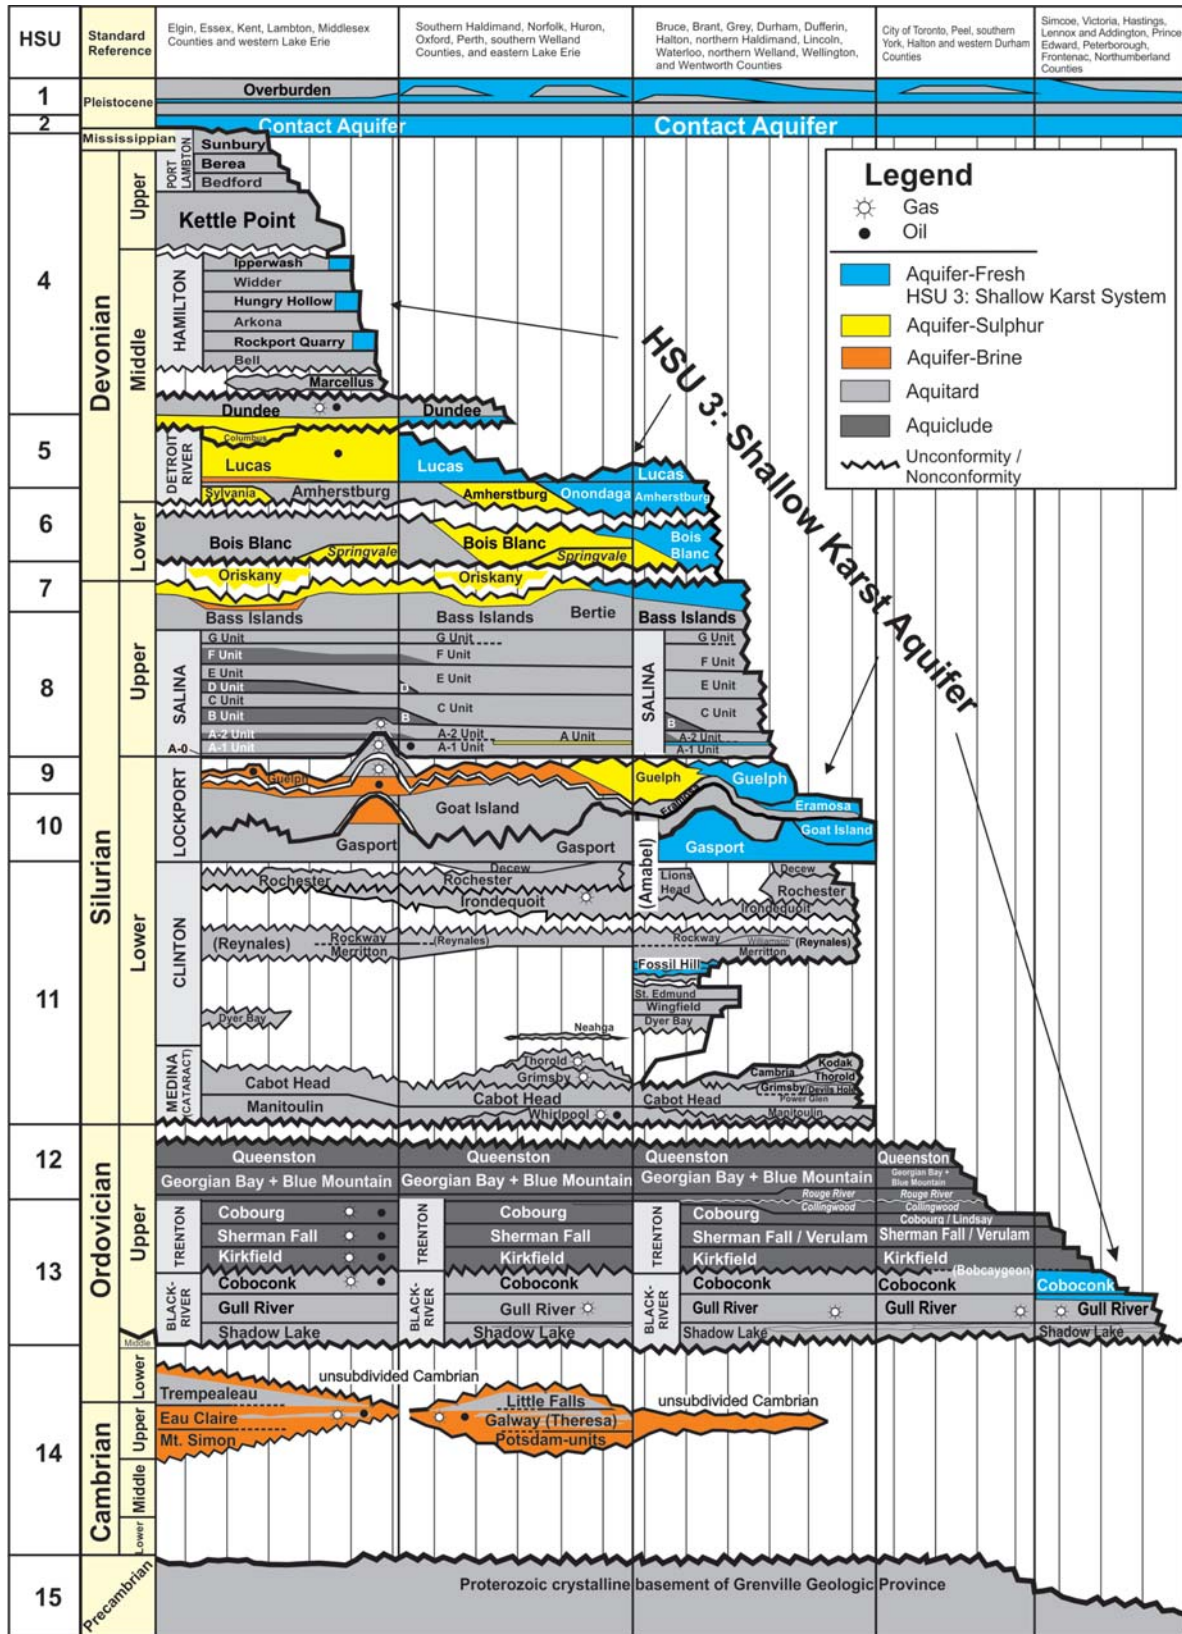 HSU
Standard
Reference
Elgin, Essex, Kent, Lambton, Middlesex
Counties and western Lake Erie
Southern Haldimand, Norfolk, Huron,
Oxford, Perth, southern Welland
Counties, and eastern Lake Erie
Bruce, Brant, Grey, Durham, Dufferin,
Halton, northern Haldimand, Lincoln,
Waterloo, northern Welland, Wellington,
and Wentworth Counties
City of Toronto, Peel, southern
York, Halton and western Durham
Counties
Simcoe, Victoria, Hastings,
Lennox and Addington, Prince
Edward, Peterborough,
Frontenac, Northumberland
Counties
1
Pleistocene
Overburden
2
Contact Aquifer
Contact Aquifer
Mississippian
PORT
LAMBTON
Sunbury
Berea
Bedford
Upper
Kettle Point
Legend
Gas
Oil
Aquifer-Fresh
HSU 3: Shallow Karst System
Aquifer-Sulphur
Aquifer-Brine
Aquitard
Aquiclude
Unconformity /
Nonconformity
HSU 3: Shallow Karst Aquifer
4
Devonian
Middle
HAMILTON
Ipperwash
Widder
Hungry Hollow
Arkona
Rockport Quarry
Bell
Marcellus
Dundee
Dundee
5
DETROIT
RIVER
Columbus
Lucas
Lucas
Lucas
Sylvania
Amherstburg
Amherstburg
Onondaga
Amherstburg
6
Lower
Bois Blanc
Springvale
Bois Blanc
Springvale
Bois
Blanc
7
Oriskany
Oriskany
Bass Islands
Bass Islands
Bertie
Bass Islands
8
Silurian
Upper
SALINA
G Unit
F Unit
E Unit
D Unit
C Unit
B Unit
A-2 Unit
A-1 Unit
A-0
G Unit
F Unit
E Unit
D
C Unit
B
A-2 Unit
A-1 Unit
A Unit
SALINA
G Unit
F Unit
E Unit
C Unit
B
A-2 Unit
A-1 Unit
9
LOCKPORT
Guelph
Guelph
Guelph
Eramosa
Eramosa
10
Goat Island
Goat Island
Gasport
Gasport
Gasport
(Amabel)
11
Lower
CLINTON
Rochester
Decew
Rochester
Irondequoit
Lions
Head
Decew
Rochester
Irondequoit
(Reynales)
Rockway
Merritton
(Reynales)
Rockway
Williamson
(Reynales)
Merritton
Fossil Hill
St. Edmund
Wingfield
Dyer Bay
Dyer Bay
Neahga
MEDINA
(CATARACT)
Thorold
Grimsby
Cabot Head
Manitoulin
Cabot Head
Whirlpool
Cabot Head
Cambria
Kodak
Thorold
Grimsby
Devils Hole
Power Glen
Manitoulin
12
Ordovician
Upper
Queenston
Queenston
Queenston
Queenston
Georgian Bay + Blue Mountain
Georgian Bay + Blue Mountain
Georgian Bay + Blue Mountain
Georgian Bay +
Blue Mountain
Rouge River
Collingwood
Rouge River
Collingwood
13
TRENTON
Cobourg
Sherman Fall
Kirkfield
TRENTON
Cobourg
Sherman Fall
Kirkfield
TRENTON
Cobourg
Sherman Fall / Verulam
Kirkfield
Cobourg / Lindsay
Sherman Fall / Verulam
Kirkfield
(Bobcaygeon)
BLACK-
RIVER
Coboconk
Gull River
Shadow Lake
BLACK-
RIVER
Coboconk
Gull River
Shadow Lake
BLACK-
RIVER
Coboconk
Gull River
Shadow Lake
Coboconk
Gull River
Coboconk
Gull River
Shadow Lake
Middle
14
Lower
Trempealeau
unsubdivided Cambrian
Little Falls
unsubdivided Cambrian
Cambrian
Upper
Eau Claire
Mt. Simon
Galway (Theresa)
Potsdam-units
Middle
Lower
15
Precambrian
Proterozoic crystalline basement of Grenville Geologic Province